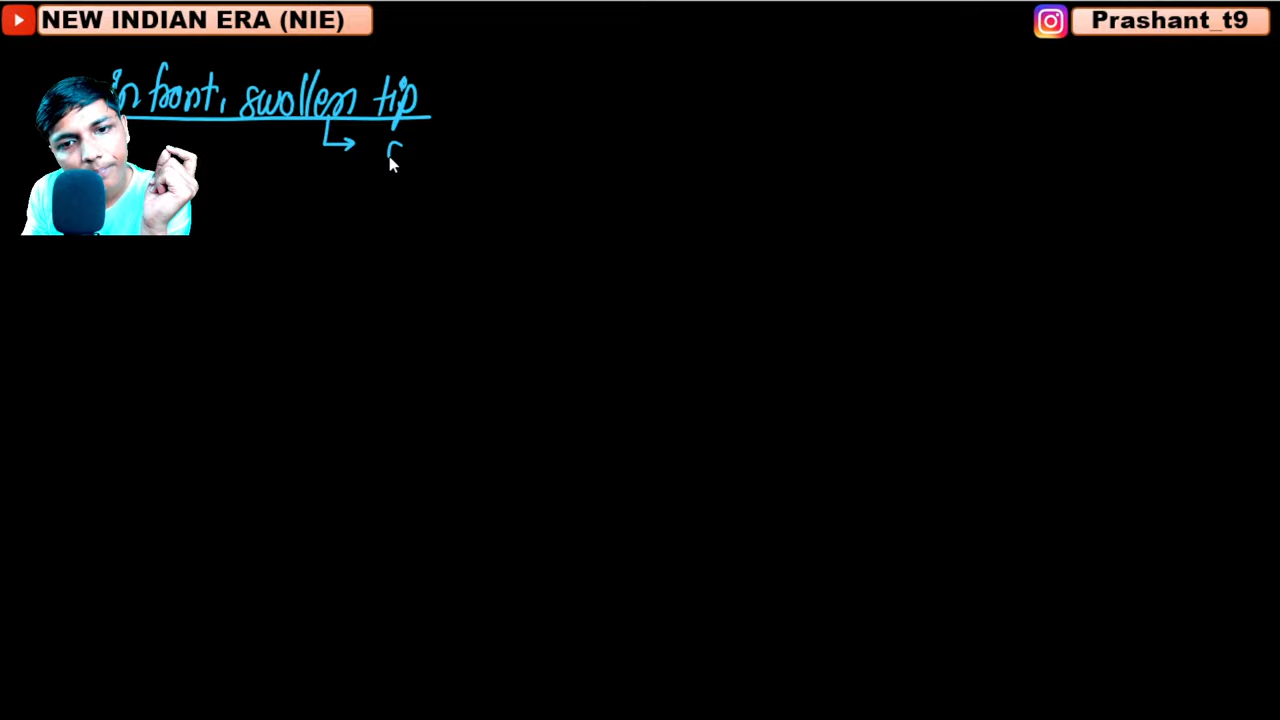 NEW INDIAN ERA (NIE)
Prashant_t9
in front, swollen tip